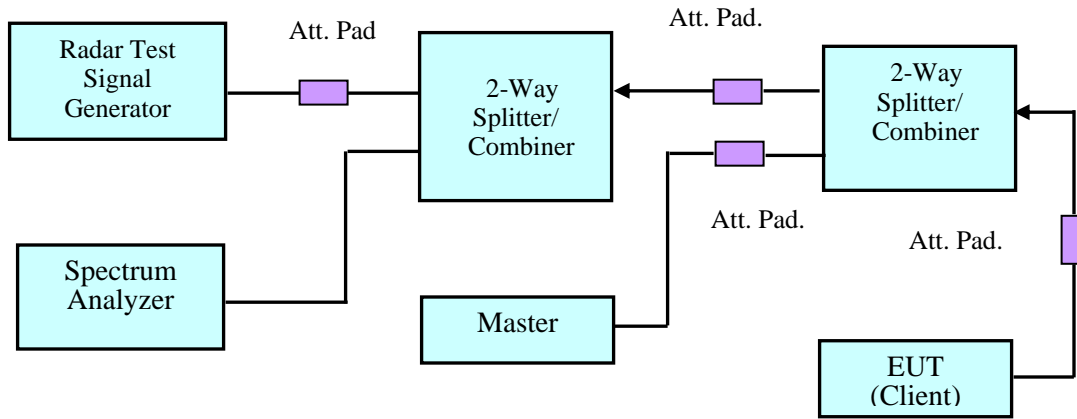 Radar Test
Signal
Generator
Att. Pad
2-Way
Splitter/
Combiner
Att. Pad.
2-Way
Splitter/
Combiner
Att. Pad.
Att. Pad.
Spectrum
Analyzer
Master
EUT
(Client)